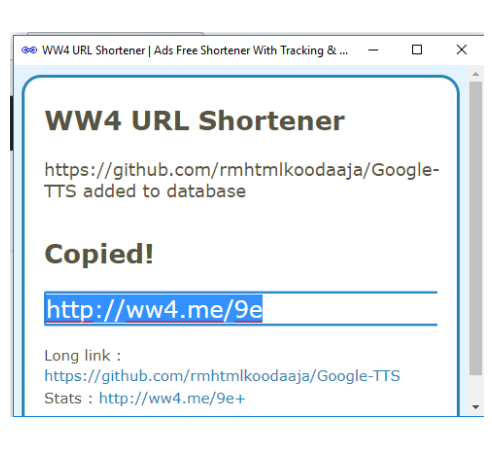 WW4 URL Shortener | Ads Free Shortener With Tracking & ...
WW4 URL Shortener
https://github.com/rmhtmlkoodaaja/Google-
TTS added to database
Copied!
http://ww4.me/9e
Long link :
https://github.com/rmhtmlkoodaaja/Google-TTS
Stats : http://ww4.me/9e+